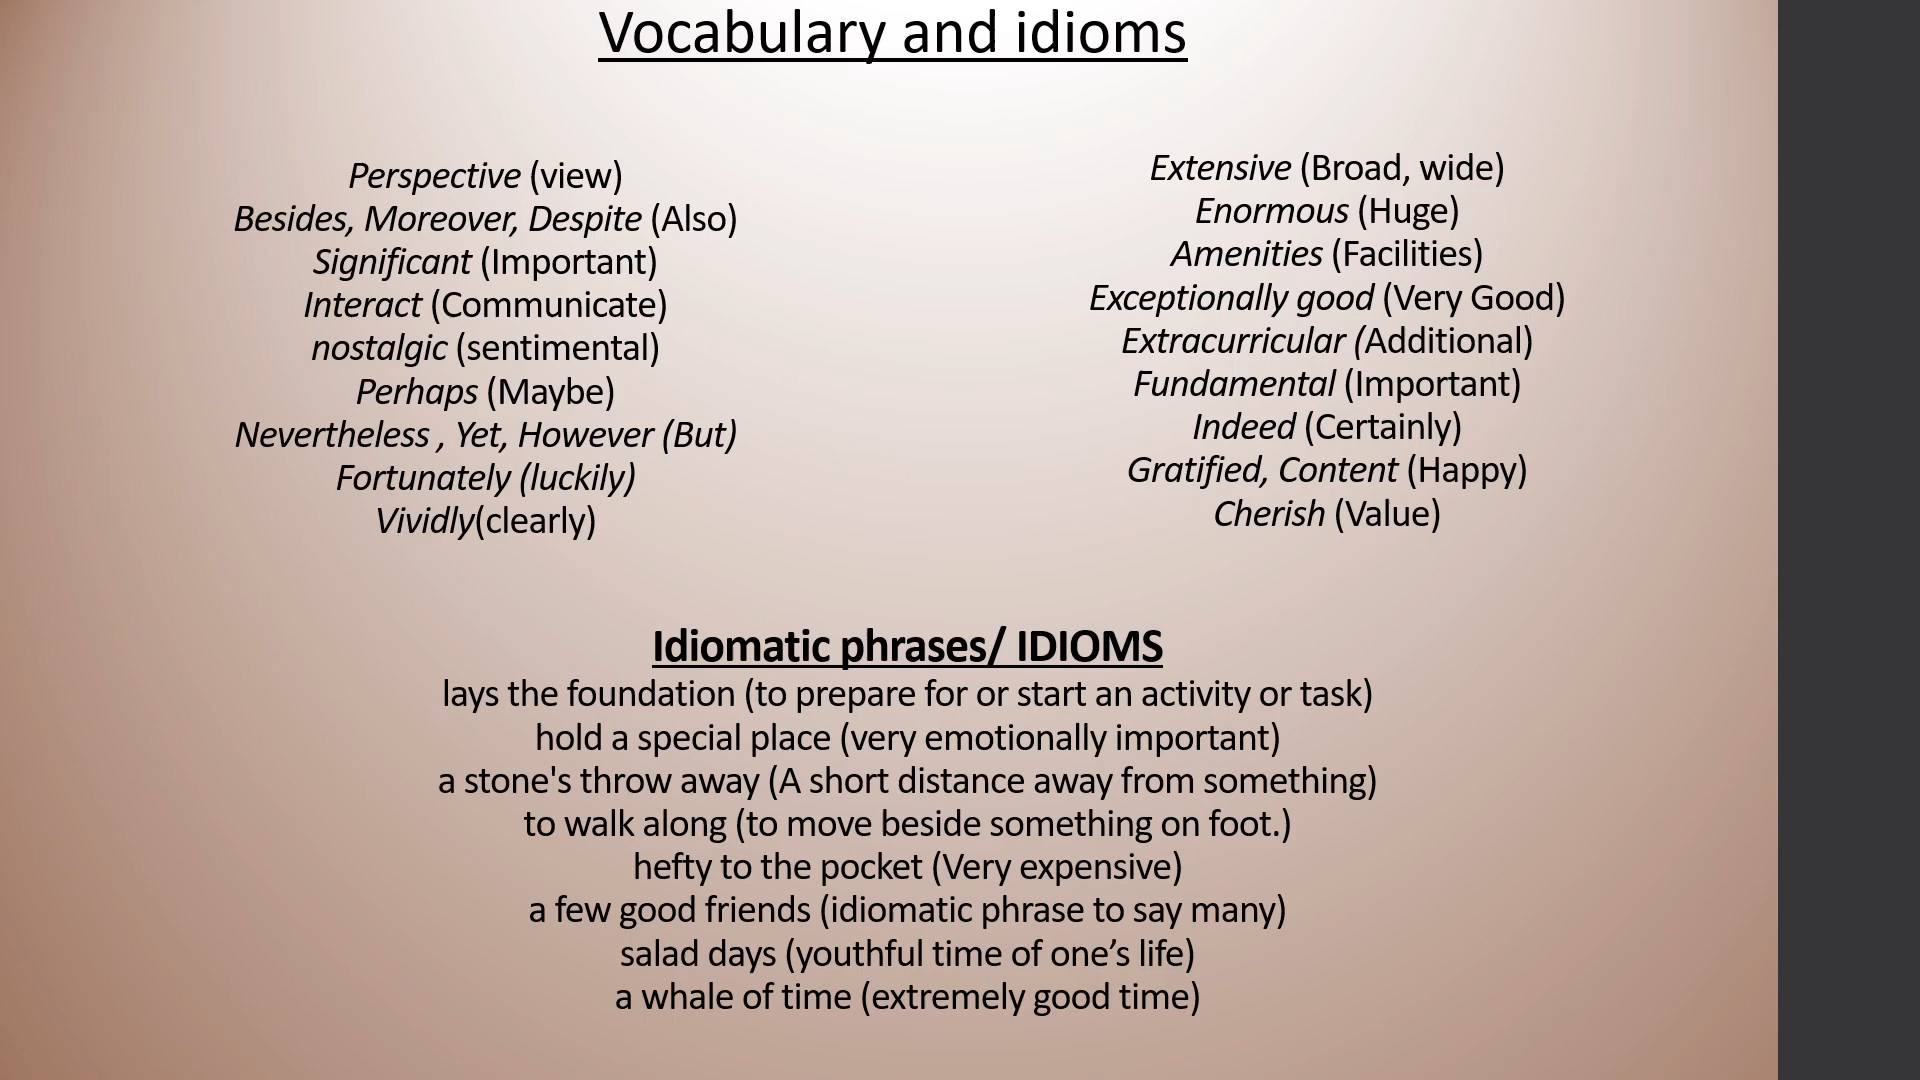 Vocabulary and idioms
Perspective (view)
Besides, Moreover, Despite (Also)
Significant (Important)
Interact (Communicate)
nostalgic (sentimental)
Perhaps (Maybe)
Nevertheless , Yet, However (But)
Fortunately (luckily)
Vividly(clearly)
Extensive (Broad, wide)
Enormous (Huge)
Amenities (Facilities)
Exceptionally good (Very Good)
Extracurricular (Additional)
Fundamental (Important)
Indeed (Certainly)
Gratified, Content (Happy)
Cherish (Value)
Idiomatic phrases/ IDIOMS
lays the foundation (to prepare for or start an activity or task)
hold a special place (very emotionally important)
a stone's throw away (A short distance away from something)
to walk along (to move beside something on foot.)
hefty to the pocket (Very expensive)
a few good friends (idiomatic phrase to say many)
salad days (youthful time of one’s life)
a whale of time (extremely good time)